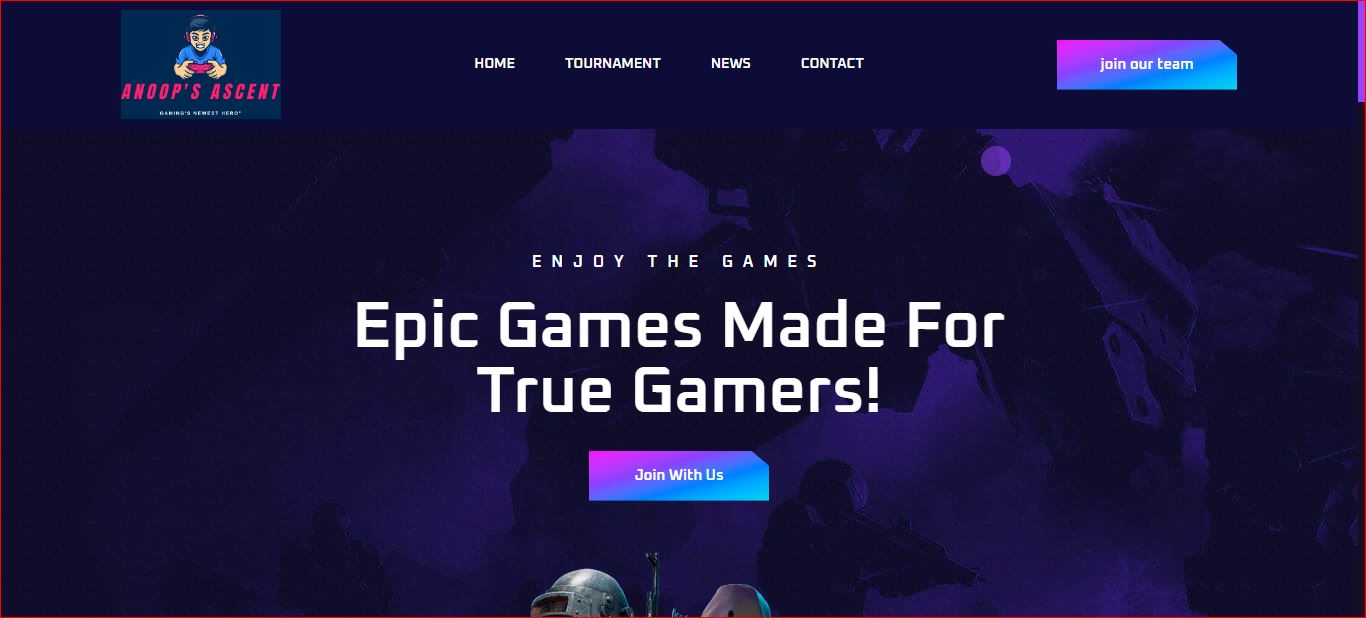 ANOOP'S ASCENT
GAMING'S NEWEST HERO"
HOME TOURNAMENT NEWS CONTACT
join our team
ENJOY THE GAMES
Epic Games Made For
True Gamers!
Join With Us